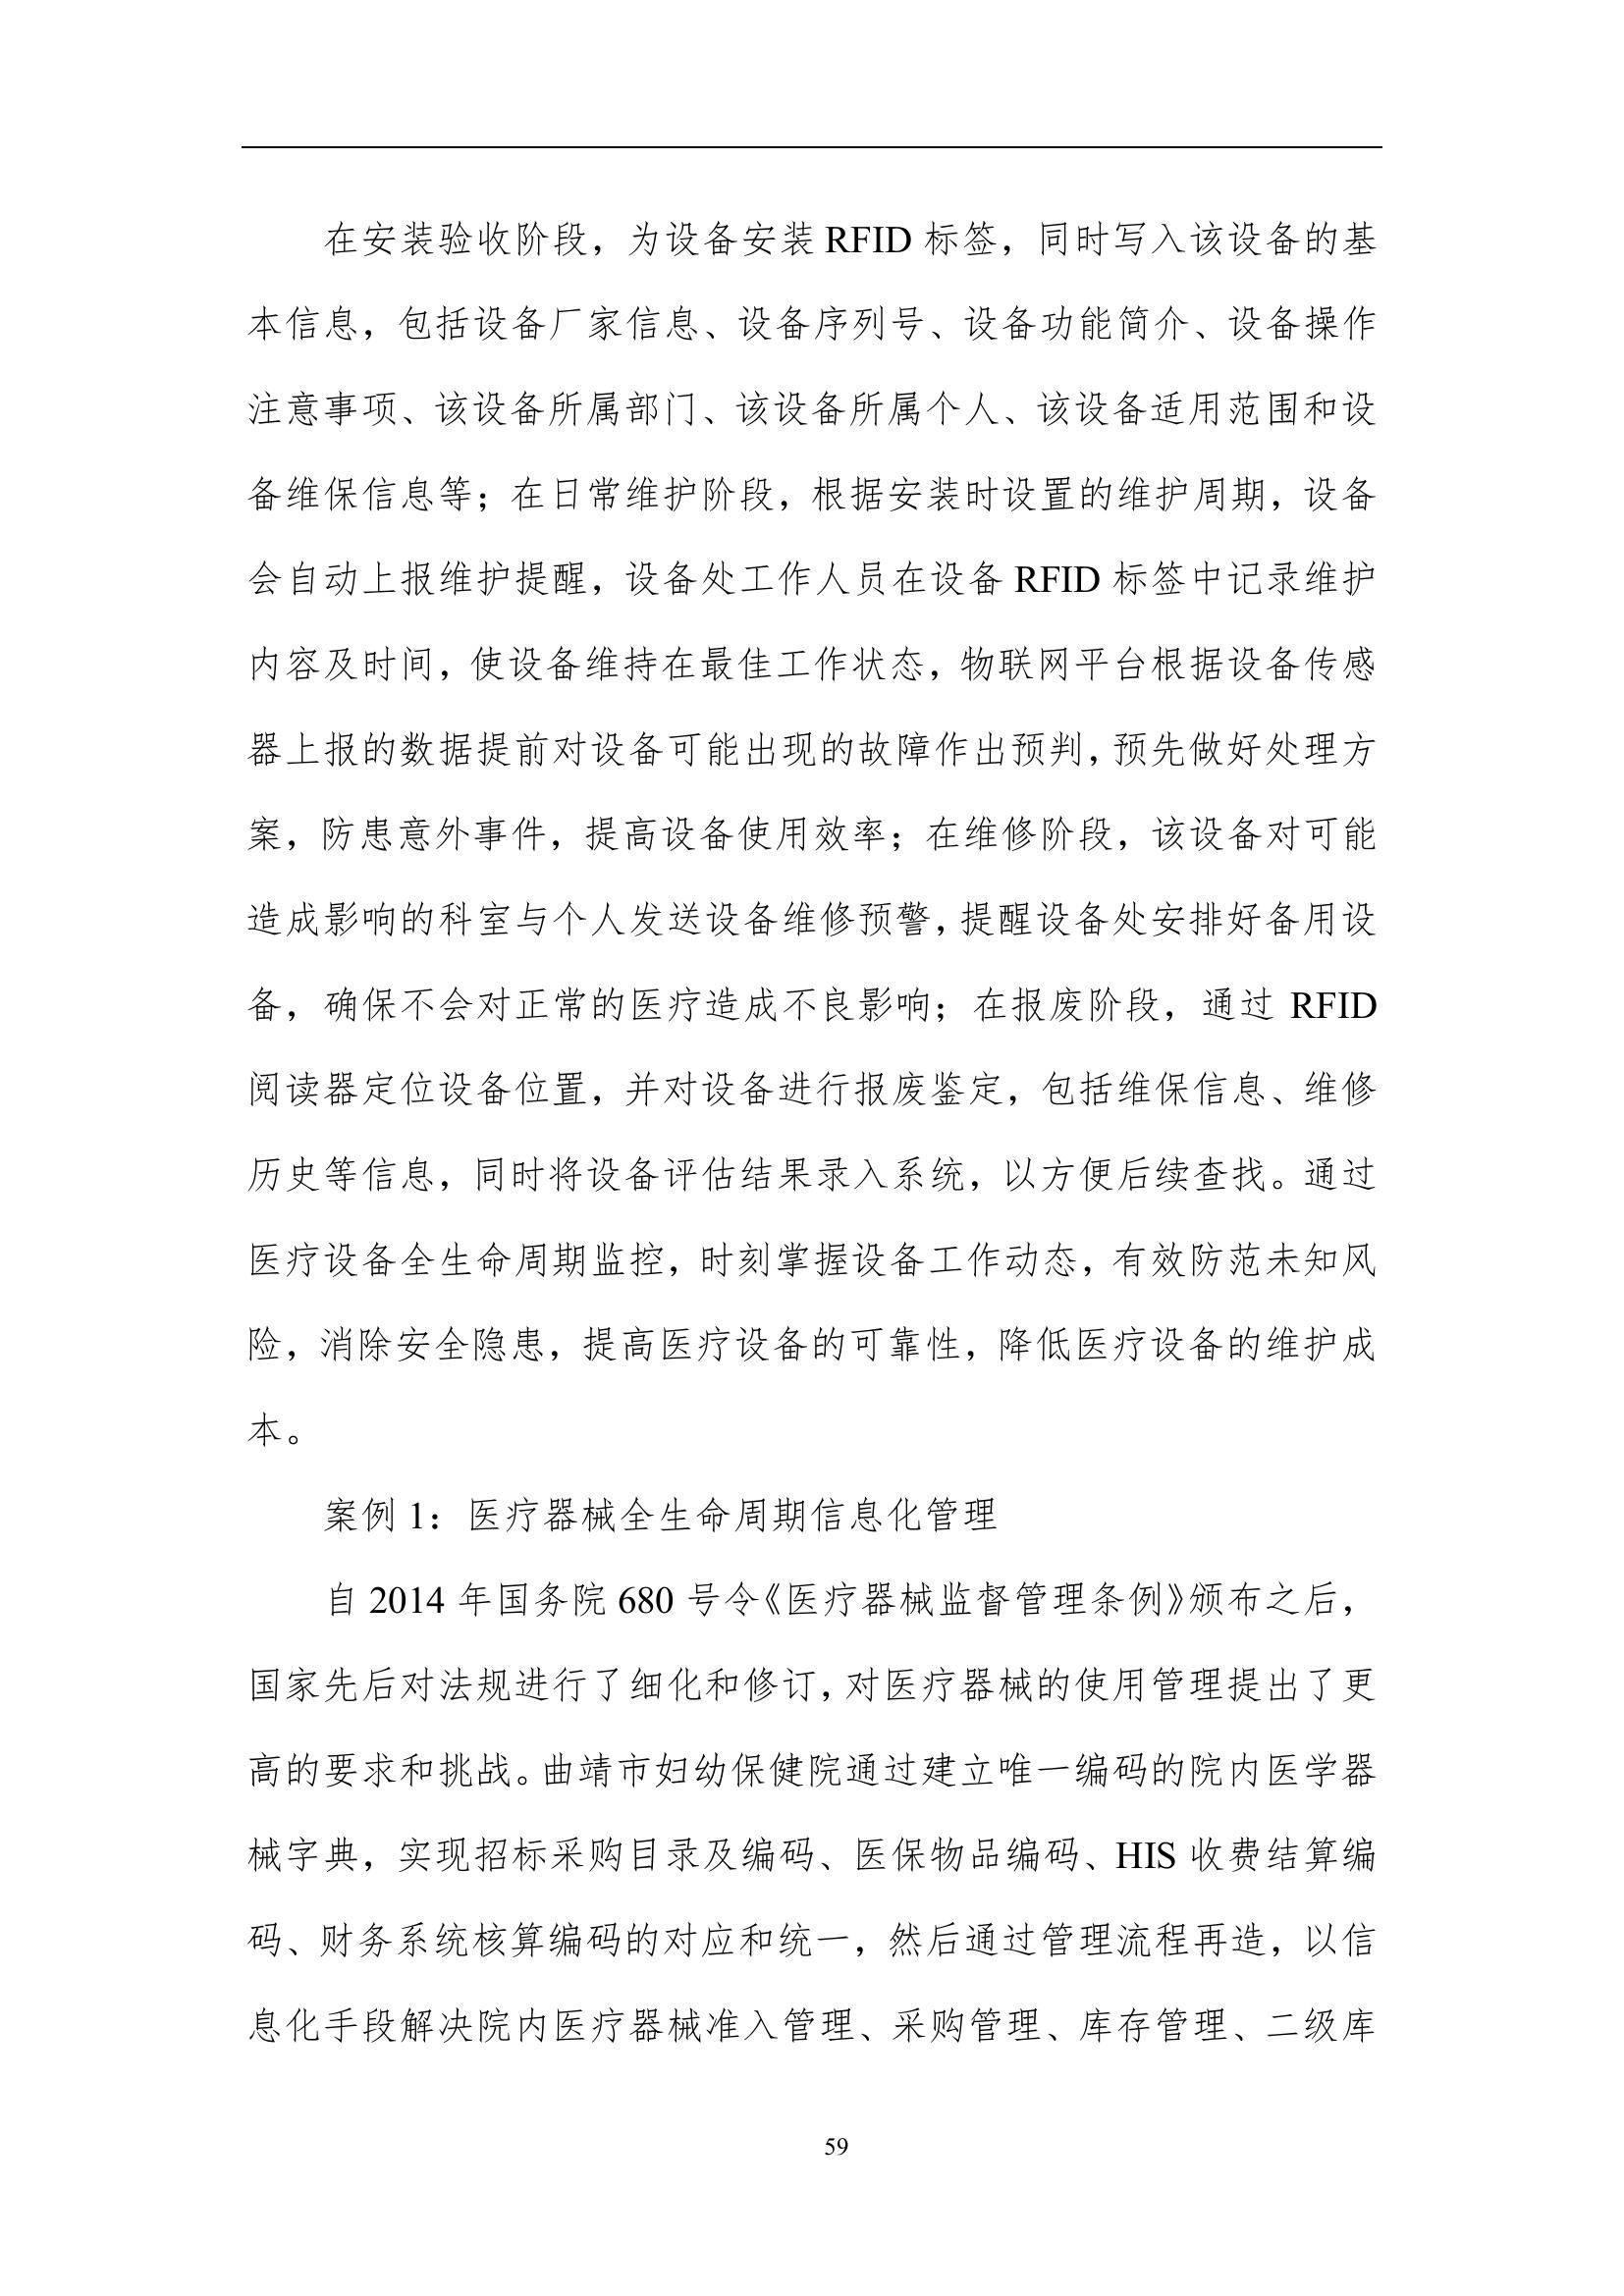 在安装验收阶段，为设备安装 RFID 标签，同时写入该设备的基
本信息，包括设备厂家信息、设备序列号、设备功能简介、设备操作
注意事项、该设备所属部门、该设备所属个人、该设备适用范围和设
备维保信息等；在日常维护阶段，根据安装时设置的维护周期，设备
会自动上报维护提醒，设备处工作人员在设备 RFID 标签中记录维护
内容及时间，使设备维持在最佳工作状态，物联网平台根据设备传感
器上报的数据提前对设备可能出现的故障作出预判，预先做好处理方
案，防患意外事件，提高设备使用效率；在维修阶段，该设备对可能
造成影响的科室与个人发送设备维修预警，提醒设备处安排好备用设
备，确保不会对正常的医疗造成不良影响；在报废阶段，通过 RFID
阅读器定位设备位置，并对设备进行报废鉴定，包括维保信息、维修
历史等信息，同时将设备评估结果录入系统，以方便后续查找。通过
医疗设备全生命周期监控，时刻掌握设备工作动态，有效防范未知风
险，消除安全隐患，提高医疗设备的可靠性，降低医疗设备的维护成
本。
案例 1：医疗器械全生命周期信息化管理
自 2014 年国务院 680 号令《医疗器械监督管理条例》颁布之后，
国家先后对法规进行了细化和修订，对医疗器械的使用管理提出了更
高的要求和挑战。曲靖市妇幼保健院通过建立唯一编码的院内医学器
械字典，实现招标采购目录及编码、医保物品编码、HIS 收费结算编
码、财务系统核算编码的对应和统一，然后通过管理流程再造，以信
息化手段解决院内医疗器械准入管理、采购管理、库存管理、二级库
59